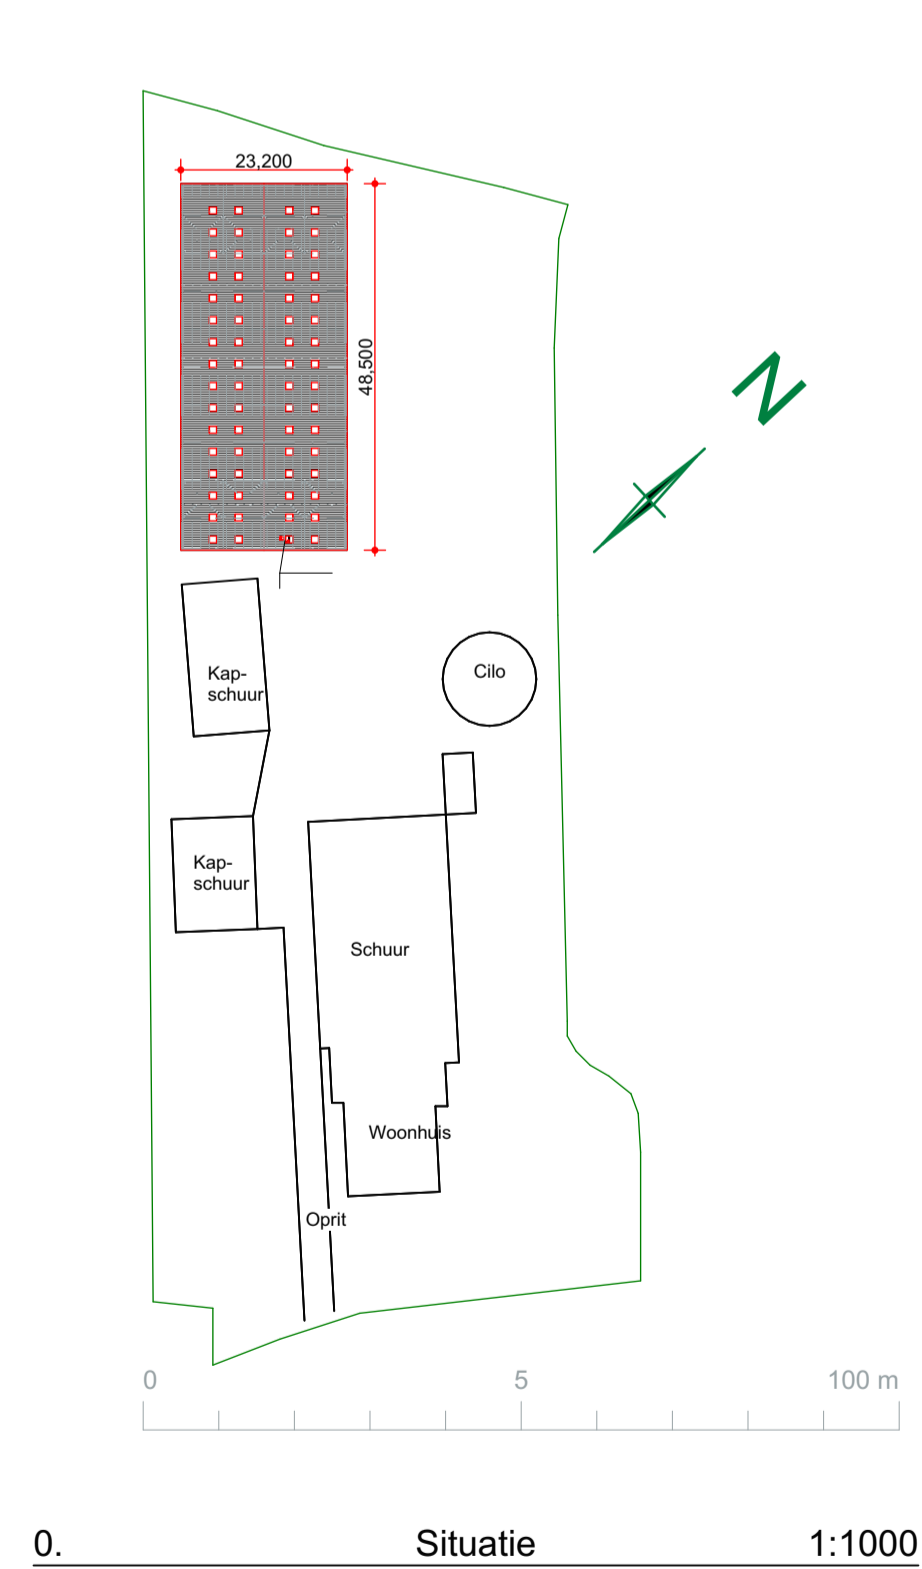 23,200
48,500
N
Kap-
schuur
Cilo
Kap-
schuur
Schuur
Woonhuis
Oprit
0 5 100 m
0. Situatie 1:1000